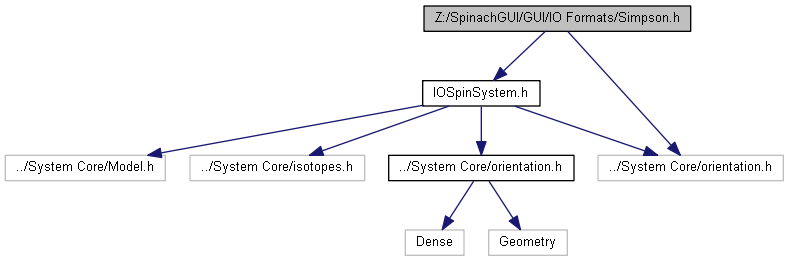 Z:/SpinachGUI/GUI/IO Formats/Simpson.h
IOSpinSystem.h
../System Core/Model.h
../System Core/isotopes.h
../System Core/orientation.h
../System Core/orientation.h
Dense
Geometry